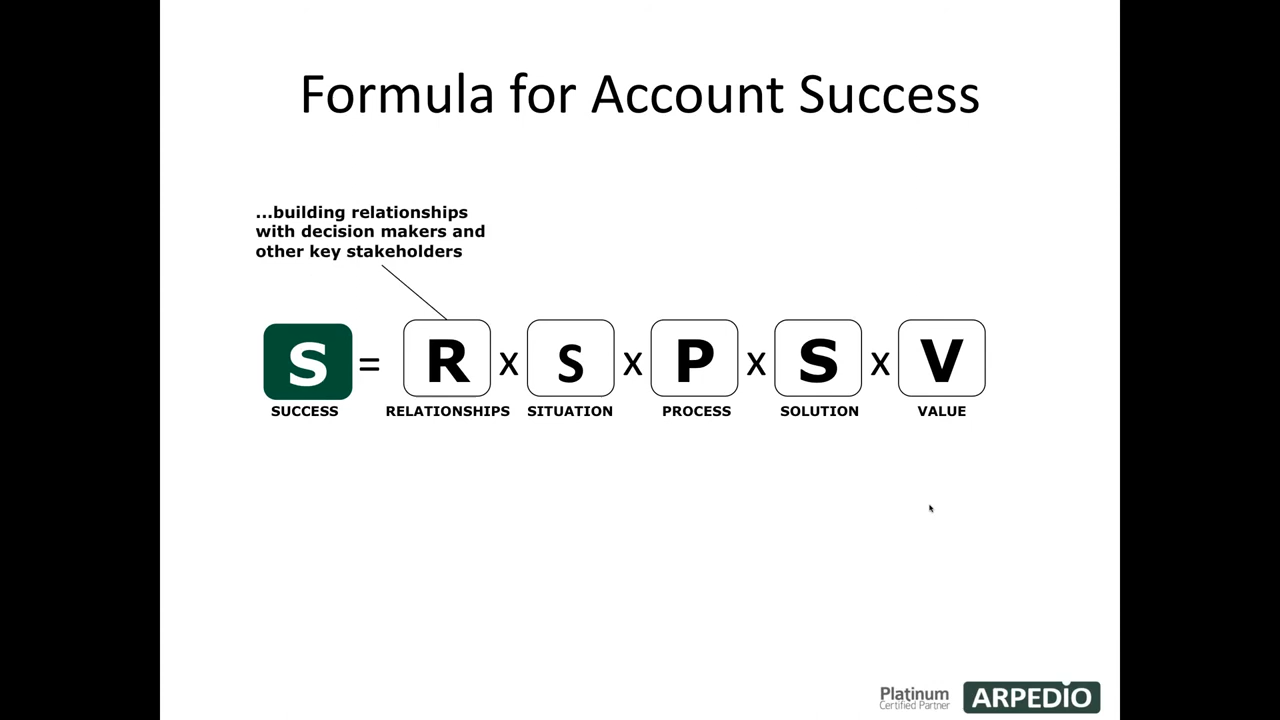 Formula for Account Success
...building relationships
with decision makers and
other key stakeholders
S = R x S x P x S x V
SUCCESS RELATIONSHIPS SITUATION PROCESS SOLUTION VALUE
Platinum
Certified Partner
ARPEDIO